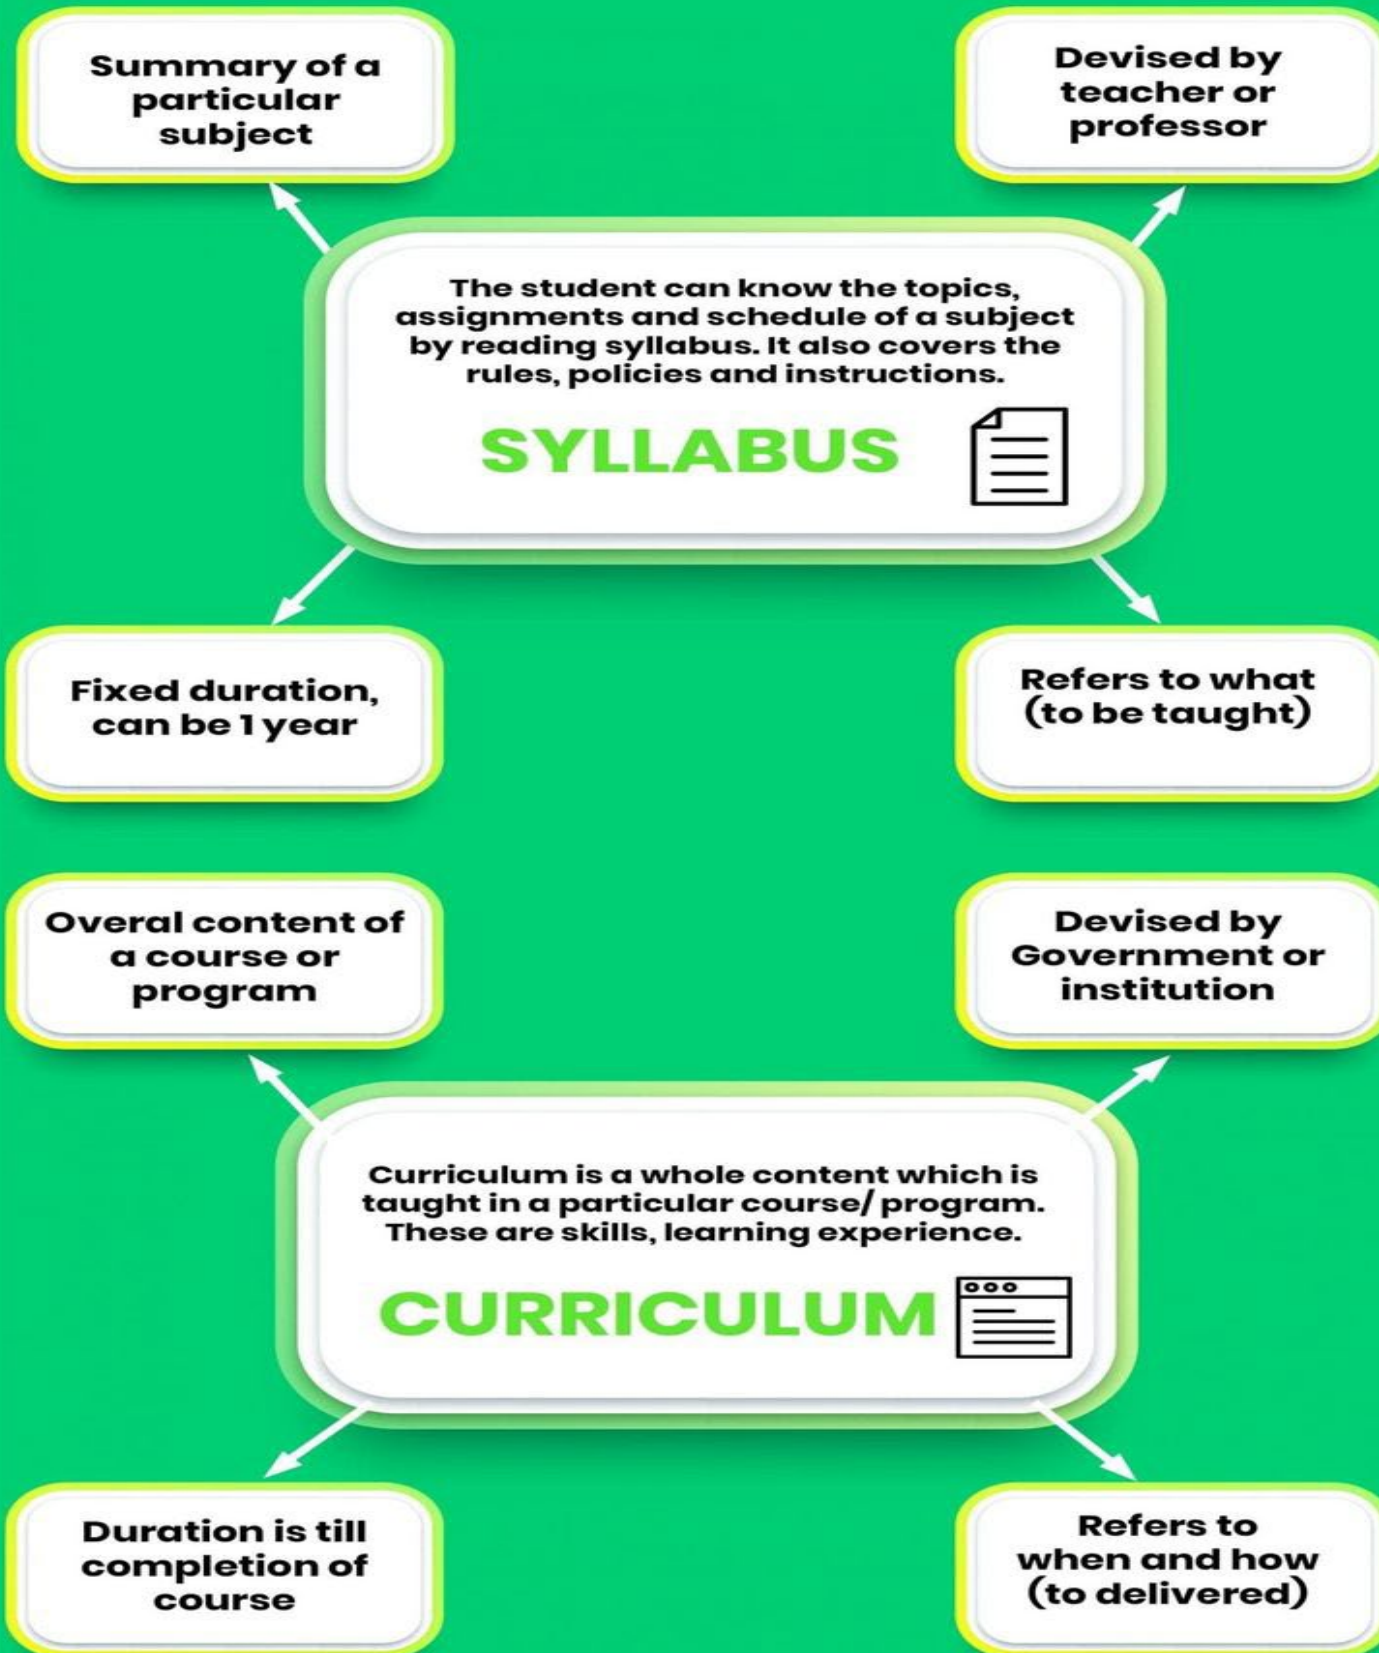 Summary of a
particular
subject
Devised by
teacher or
professor
The student can know the topics,
assignments and schedule of a subject
by reading syllabus. It also covers the
rules, policies and instructions.
SYLLABUS
Fixed duration,
can be 1 year
Refers to what
(to be taught)
Overal content of
a course or
program
Devised by
Government or
institution
Curriculum is a whole content which is
taught in a particular course/ program.
These are skills, learning experience.
CURRICULUM
Duration is till
completion of
course
Refers to
when and how
(to delivered)